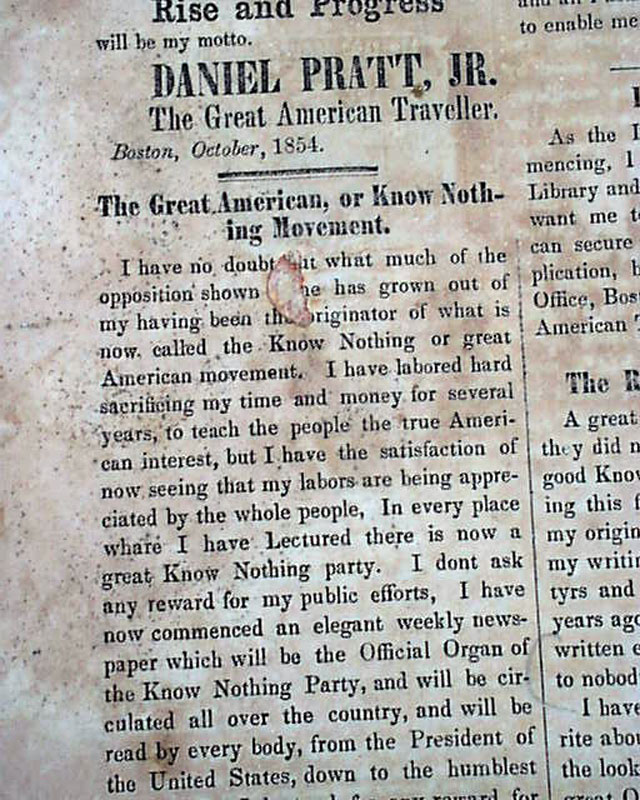 Rise and Progress
will be my motto.
DANIEL PRATT, JR.
The Great American Traveller.
Boston, October, 1854.
The Great American, or Know Noth-
ing Movement.
I have no doubt what much of the
opposition shown has grown out of
my having been the originator of what is
now. called the Know Nothing or great
American movement. I have labored hard
sacrificing my time and money for several
years, to teach the people the true Ameri-
can interest, but I have the satisfaction of
now seeing that my labors are being appre-
ciated by the whole people, In every place
whare I have Lectured there is now a
great Know Nothing party. I dont ask
any reward for my public efforts, I have
now commenced an elegant weekly news-
paper which will be the Official Organ of
the Know Nothing Party, and will be cir-
culated all over the country, and will be
read by every body, from the President of
the United States, down to the humblest
reward for
to enable me
As the
mencing, I
Library and
want me
can secure
plication,
Office, Bos
American
The R
A great
they did n
good Know
ing this f
my origin
my writin
tyrs and
years ago
written
to nobod
I have
rite abou
the look
great O